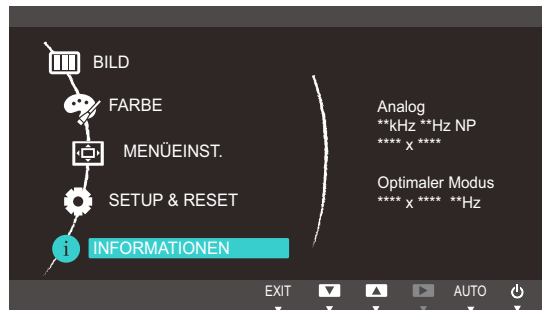 BILD
FARBE
MENÜEINST.
SETUP & RESET
i INFORMATIONEN
Analog
**kHz **Hz NP
**** x ****
Optimaler Modus
**** x **** **Hz
EXIT AUTO